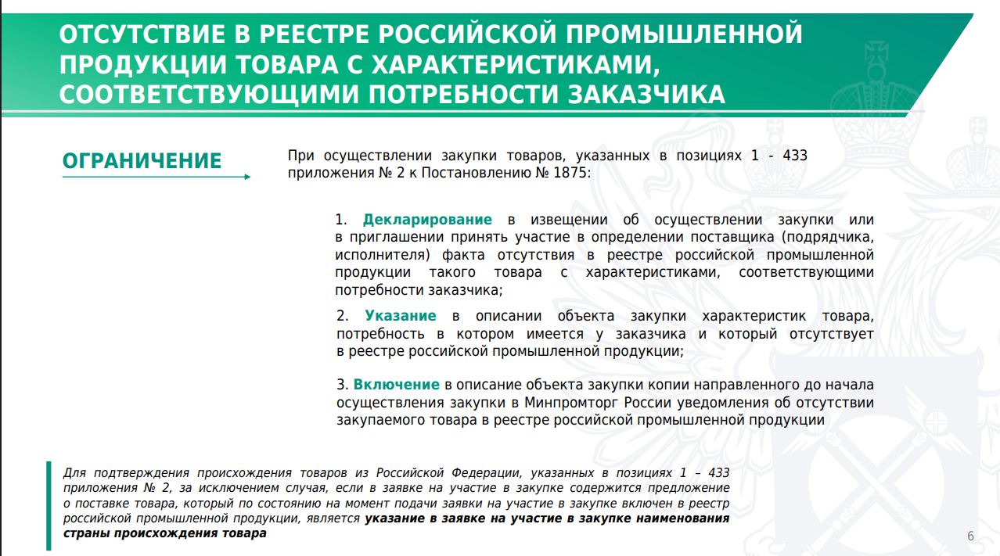 ОТСУТСТВИЕ В РЕЕСТРЕ РОССИЙСКОЙ ПРОМЫШЛЕННОЙ
ПРОДУКЦИИ ТОВАРА С ХАРАКТЕРИСТИКАМИ,
СООТВЕТСТВУЮЩИМИ ПОТРЕБНОСТИ ЗАКАЗЧИКА
ОГРАНИЧЕНИЕ
При осуществлении закупки товаров, указанных в позициях 1 - 433
приложения № 2 к Постановлению № 1875:
1. Декларирование в извещении об осуществлении закупки или
в приглашении принять участие в определении поставщика (подрядчика,
исполнителя) факта отсутствия в реестре российской промышленной
продукции такого товара с характеристиками, соответствующими
потребности заказчика;
2. Указание в описании объекта закупки характеристик товара,
потребность в котором имеется у заказчика и который отсутствует
в реестре российской промышленной продукции;
3. Включение в описание объекта закупки копии направленного до начала
осуществления закупки в Минпромторг России уведомления об отсутствии
закупаемого товара в реестре российской промышленной продукции
Для подтверждения происхождения товаров из Российской Федерации, указанных в позициях 1 – 433
приложения № 2, за исключением случая, если в заявке на участие в закупке содержится предложение
о поставке товара, который по состоянию на момент подачи заявки на участие в закупке включен в реестр
российской промышленной продукции, является указание в заявке на участие в закупке наименования
страны происхождения товара
6